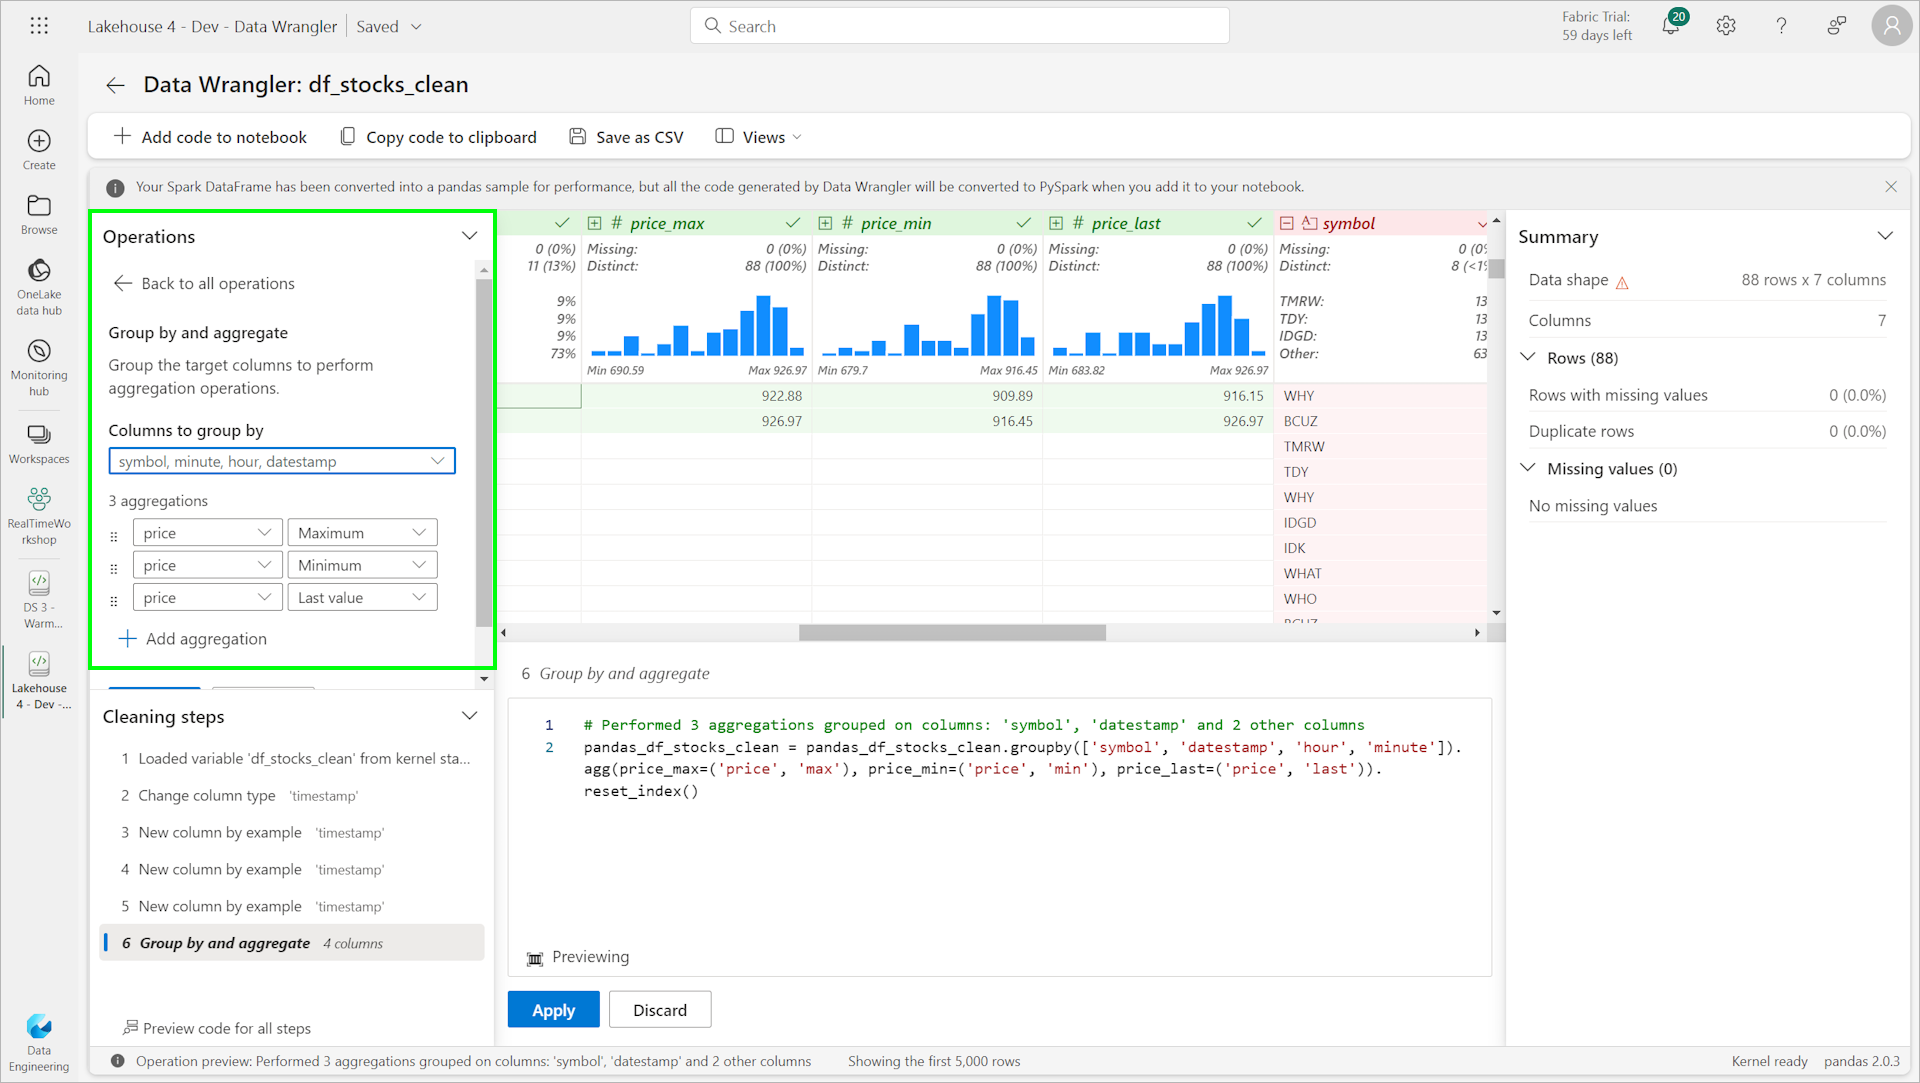 Lakehouse 4 - Dev - Data Wrangler
Saved
Search
Fabric Trial:
59 days left
20
Home
Create
Browse
OneLake
data hub
Monitoring
hub
Workspaces
RealTimeWo
rkshop
DS 3 -
Warm...
Lakehouse
4 - Dev -...
Data
Engineering
Data Wrangler: df_stocks_clean
Add code to notebook
Copy code to clipboard
Save as CSV
Views
Your Spark DataFrame has been converted into a pandas sample for performance, but all the code generated by Data Wrangler will be converted to PySpark when you add it to your notebook.
Operations
Back to all operations
Group by and aggregate
Group the target columns to perform
aggregation operations.
Columns to group by
symbol, minute, hour, datestamp
3 aggregations
price Maximum
price Minimum
price Last value
Add aggregation
Cleaning steps
1 Loaded variable 'df_stocks_clean' from kernel sta...
2 Change column type 'timestamp'
3 New column by example 'timestamp'
4 New column by example 'timestamp'
5 New column by example 'timestamp'
6 Group by and aggregate 4 columns
Preview code for all steps
# price_max # price_min # price_last symbol
0 (0%) Missing: 0 (0%) Missing: 0 (0%) Missing: 0 (0%) Missing: 0 (0%
11 (13%) Distinct: 88 (100%) Distinct: 88 (100%) Distinct: 88 (100%) Distinct: 8 (<1%
9% TMRW: 13
9% TDY: 13
9% IDGD: 13
73% Other: 63
Min 690.59 Max 926.97 Min 679.7 Max 916.45 Min 683.82 Max 926.97
922.88 909.89 916.15 WHY
926.97 916.45 926.97 BCUZ
TMRW
TDY
WHY
IDGD
IDK
WHAT
WHO
BCUZ
6 Group by and aggregate
1 # Performed 3 aggregations grouped on columns: 'symbol', 'datestamp' and 2 other columns
2 pandas_df_stocks_clean = pandas_df_stocks_clean.groupby(['symbol', 'datestamp', 'hour', 'minute']).
agg(price_max=('price', 'max'), price_min=('price', 'min'), price_last=('price', 'last')).
reset_index()
Previewing
Apply
Discard
Summary
Data shape 88 rows x 7 columns
Columns 7
Rows (88)
Rows with missing values 0 (0.0%)
Duplicate rows 0 (0.0%)
Missing values (0)
No missing values
Operation preview: Performed 3 aggregations grouped on columns: 'symbol', 'datestamp' and 2 other columns
Showing the first 5,000 rows
Kernel ready
pandas 2.0.3